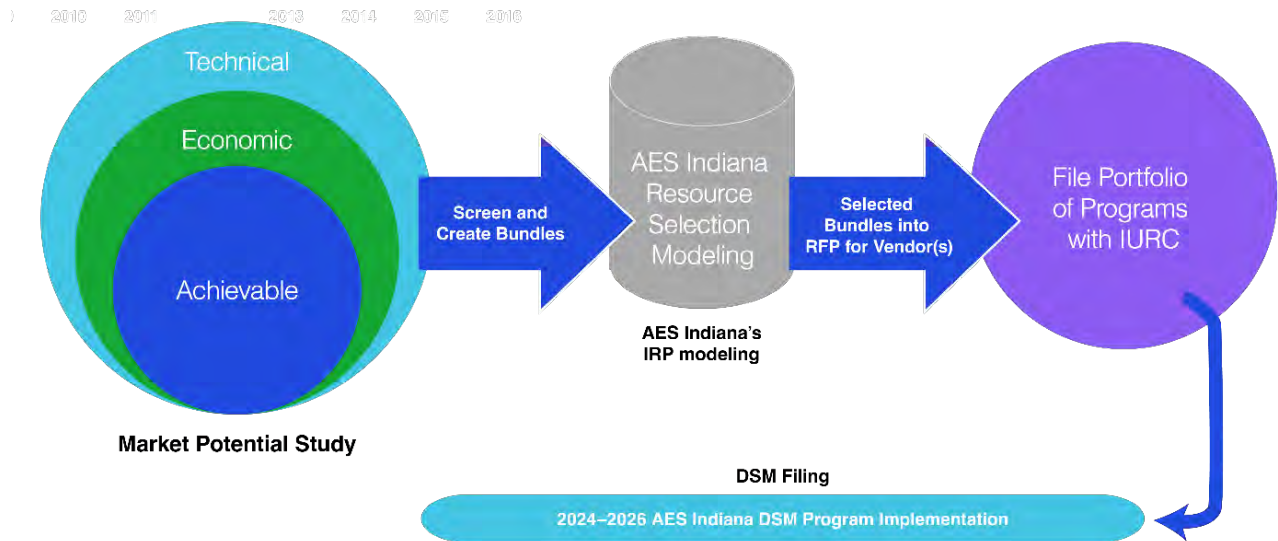 2010 2011 2013 2014 2015 2016
Technical
Economic
Achievable
Market Potential Study
Screen and
Create Bundles
AES Indiana
Resource
Selection
Modeling
AES Indiana's
IRP modeling
Selected
Bundles into
RFP for Vendor(s)
File Portfolio
of Programs
with IURC
DSM Filing
2024–2026 AES Indiana DSM Program Implementation